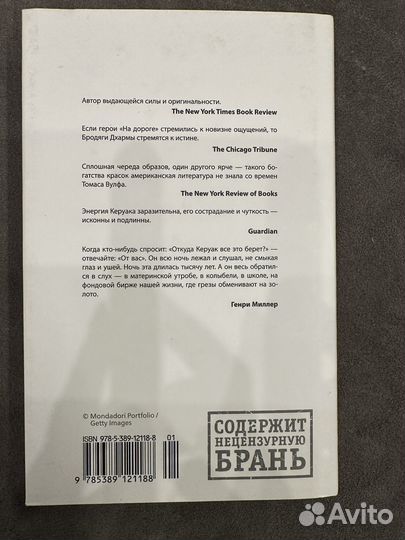 Автор выдающейся силы и оригинальности.
The New York Times Book Review
Если герои «На дороге» стремились к новизне ощущений, то
Бродяги Дхармы стремятся к истине.
The Chicago Tribune
Сплошная череда образов, один другого ярче — такого бо-
гатства красок американская литература не знала со времен
Томаса Вулфа.
The New York Review of Books
Энергия Керуака заразительна, его сострадание и чуткость —
исконны и подлинны.
Guardian
Когда кто-нибудь спросит: «Откуда Керуак все это берет?» —
отвечайте: «От вас». Он всю ночь лежал и слушал, не смыкая
глаз и ушей. Ночь эта длилась тысячу лет. А он весь обратил-
ся в слух — в материнской утробе, в колыбели, в школе, на
фондовой бирже нашей жизни, где грезы обменивают на зо-
лото.
Генри Миллер
© Mondadori Portfolio /
Getty Images
ISBN 978-5-389-12118-8
01
9 785389 121188
СОДЕРЖИТ
НЕЦЕНЗУРНУЮ
БРАНЬ
Avito